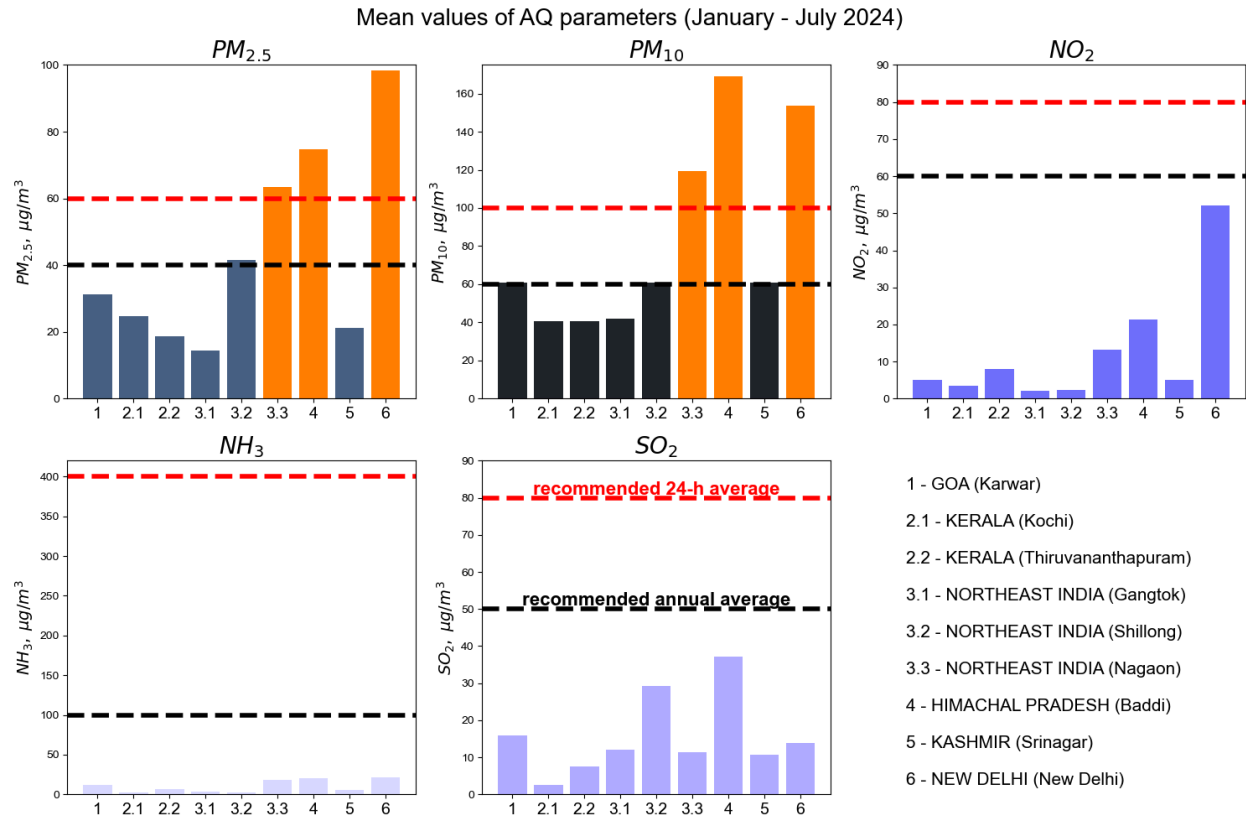 Mean values of AQ parameters (January - July 2024)
PM₂.₅
PM₂.₅, μg/m³
100
80
60
40
20
0
1 2.1 2.2 3.1 3.2 3.3 4 5 6
PM₁₀
PM₁₀, μg/m³
160
140
120
100
80
60
40
20
0
1 2.1 2.2 3.1 3.2 3.3 4 5 6
NO₂
NO₂, μg/m³
90
80
70
60
50
40
30
20
10
0
1 2.1 2.2 3.1 3.2 3.3 4 5 6
NH₃
NH₃, μg/m³
400
350
300
250
200
150
100
50
0
1 2.1 2.2 3.1 3.2 3.3 4 5 6
SO₂
SO₂, μg/m³
90
80
70
60
50
40
30
20
10
0
recommended 24-h average
recommended annual average
1 2.1 2.2 3.1 3.2 3.3 4 5 6
1 - GOA (Karwar)
2.1 - KERALA (Kochi)
2.2 - KERALA (Thiruvananthapuram)
3.1 - NORTHEAST INDIA (Gangtok)
3.2 - NORTHEAST INDIA (Shillong)
3.3 - NORTHEAST INDIA (Nagaon)
4 - HIMACHAL PRADESH (Baddi)
5 - KASHMIR (Srinagar)
6 - NEW DELHI (New Delhi)